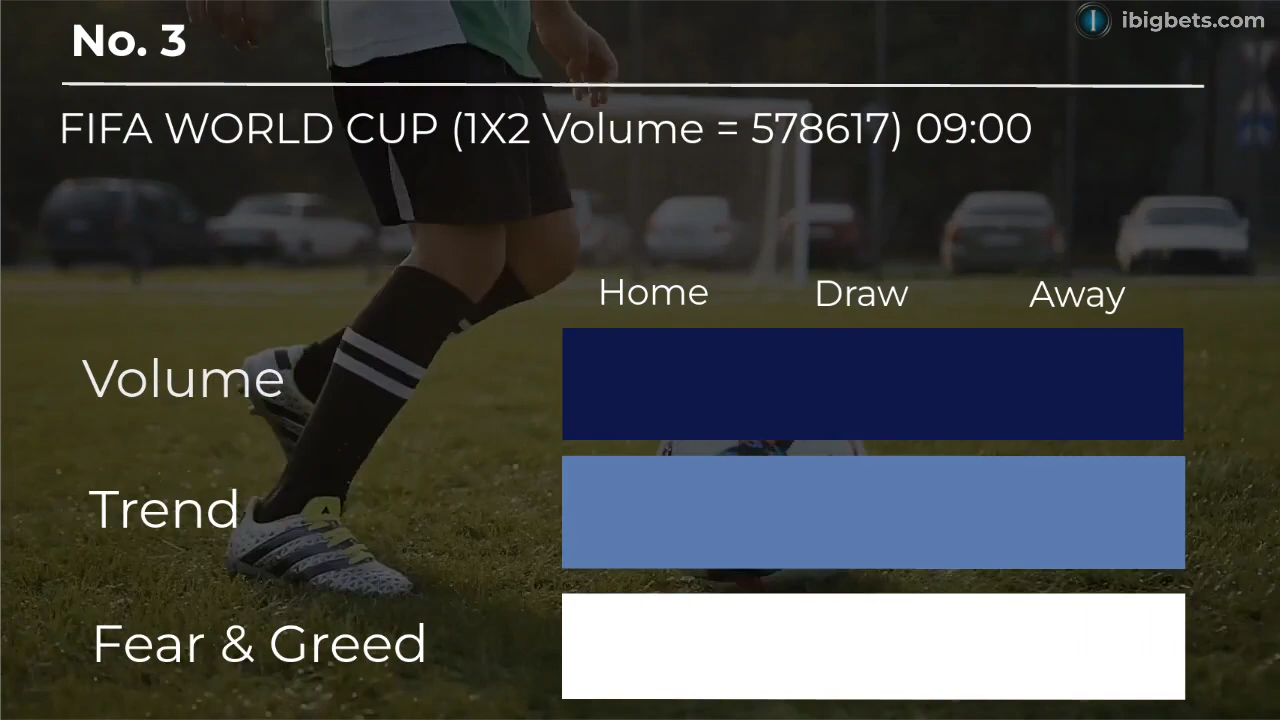 ibigbets.com
No. 3
FIFA WORLD CUP (1X2 Volume = 578617) 09:00
Home Draw Away
Volume
Trend
Fear & Greed